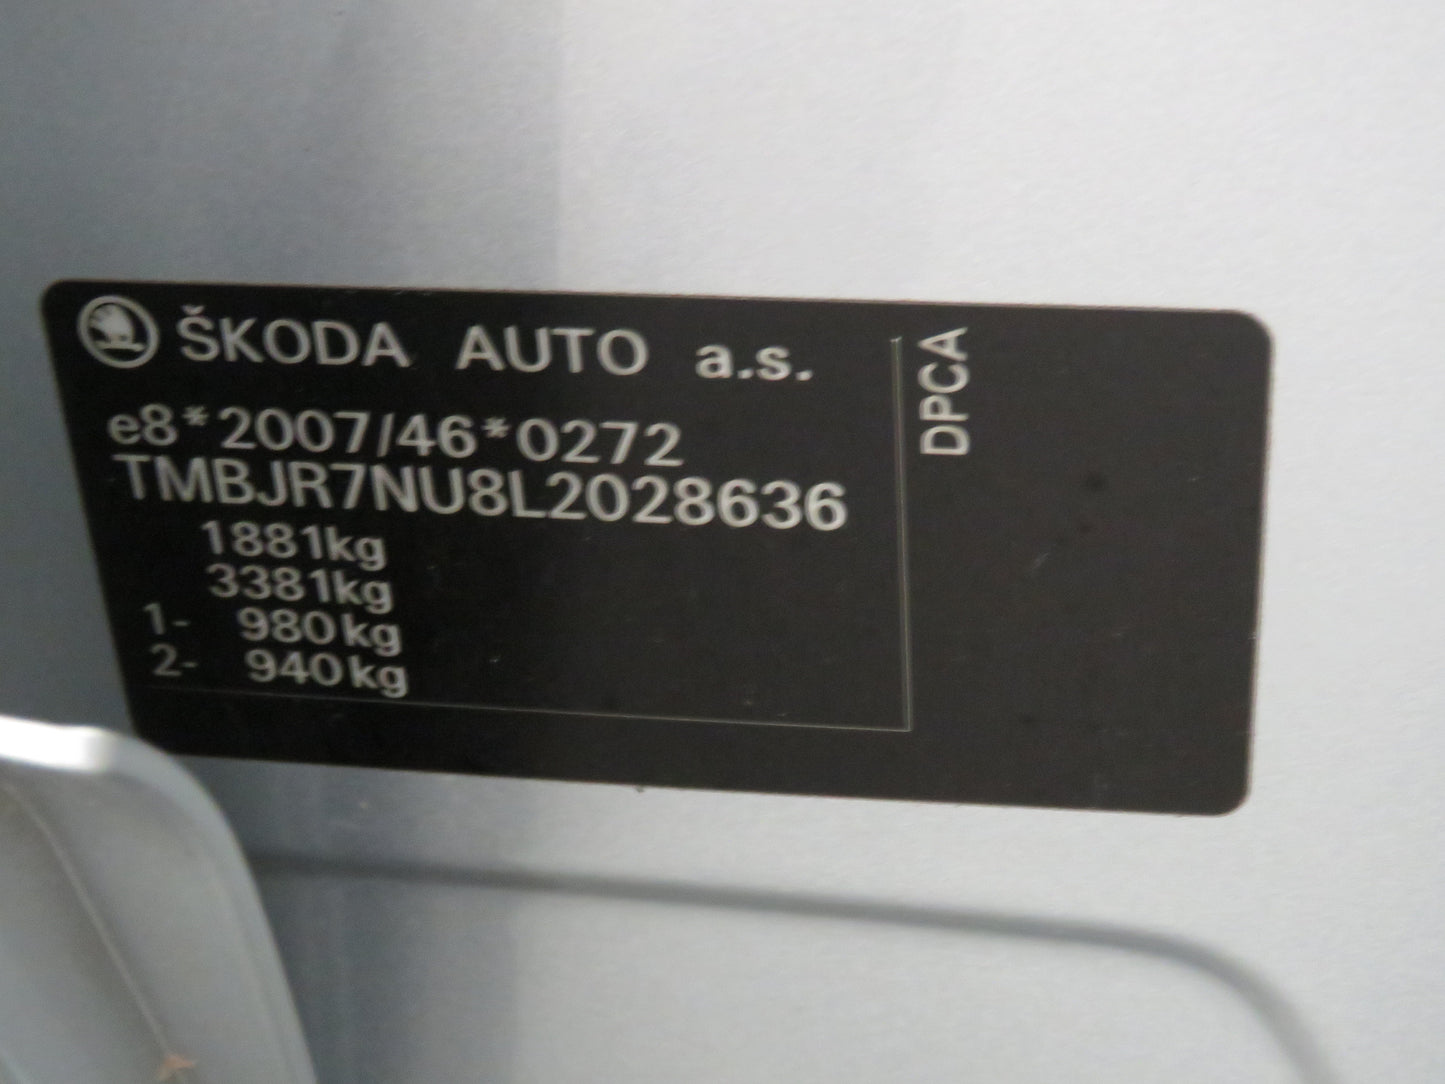 ŠKODA AUTO a.s.
e8*2007/46*0272
TMBJR7NU8L2028636
1881kg
3381kg
1- 980kg
2- 940kg
DPCA